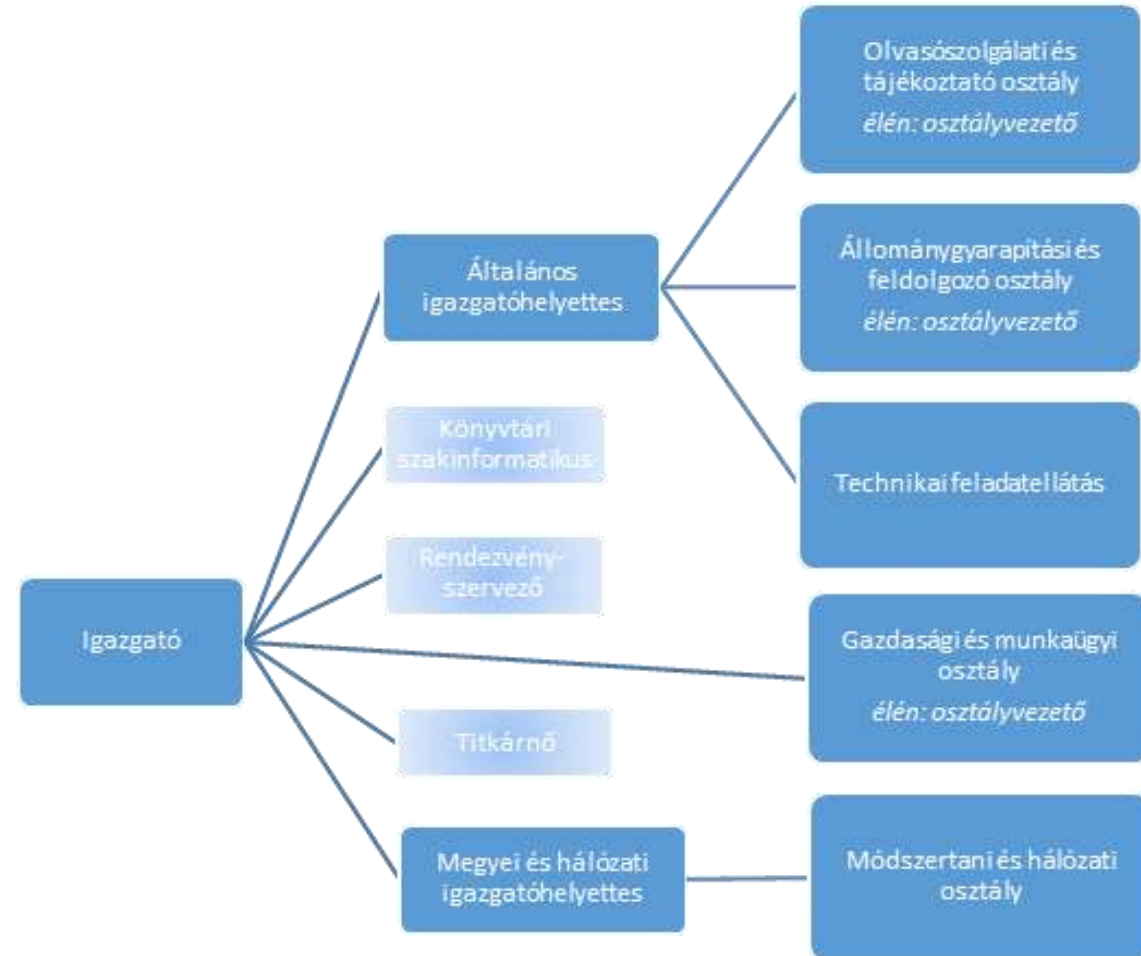 Olvasószolgálati és
tájékoztató osztály
élén: osztályvezető
Általános
igazgatóhelyettes
Állománygyarapítási és
feldolgozó osztály
élén: osztályvezető
Könyvtári
szakinformatikus
Technikai feladatellátás
Rendezvény-
szervező
Igazgató
Gazdasági és munkaügyi
osztály
élén: osztályvezető
Titkárnő
Megyei és hálózati
igazgatóhelyettes
Módszertani és hálózati
osztály